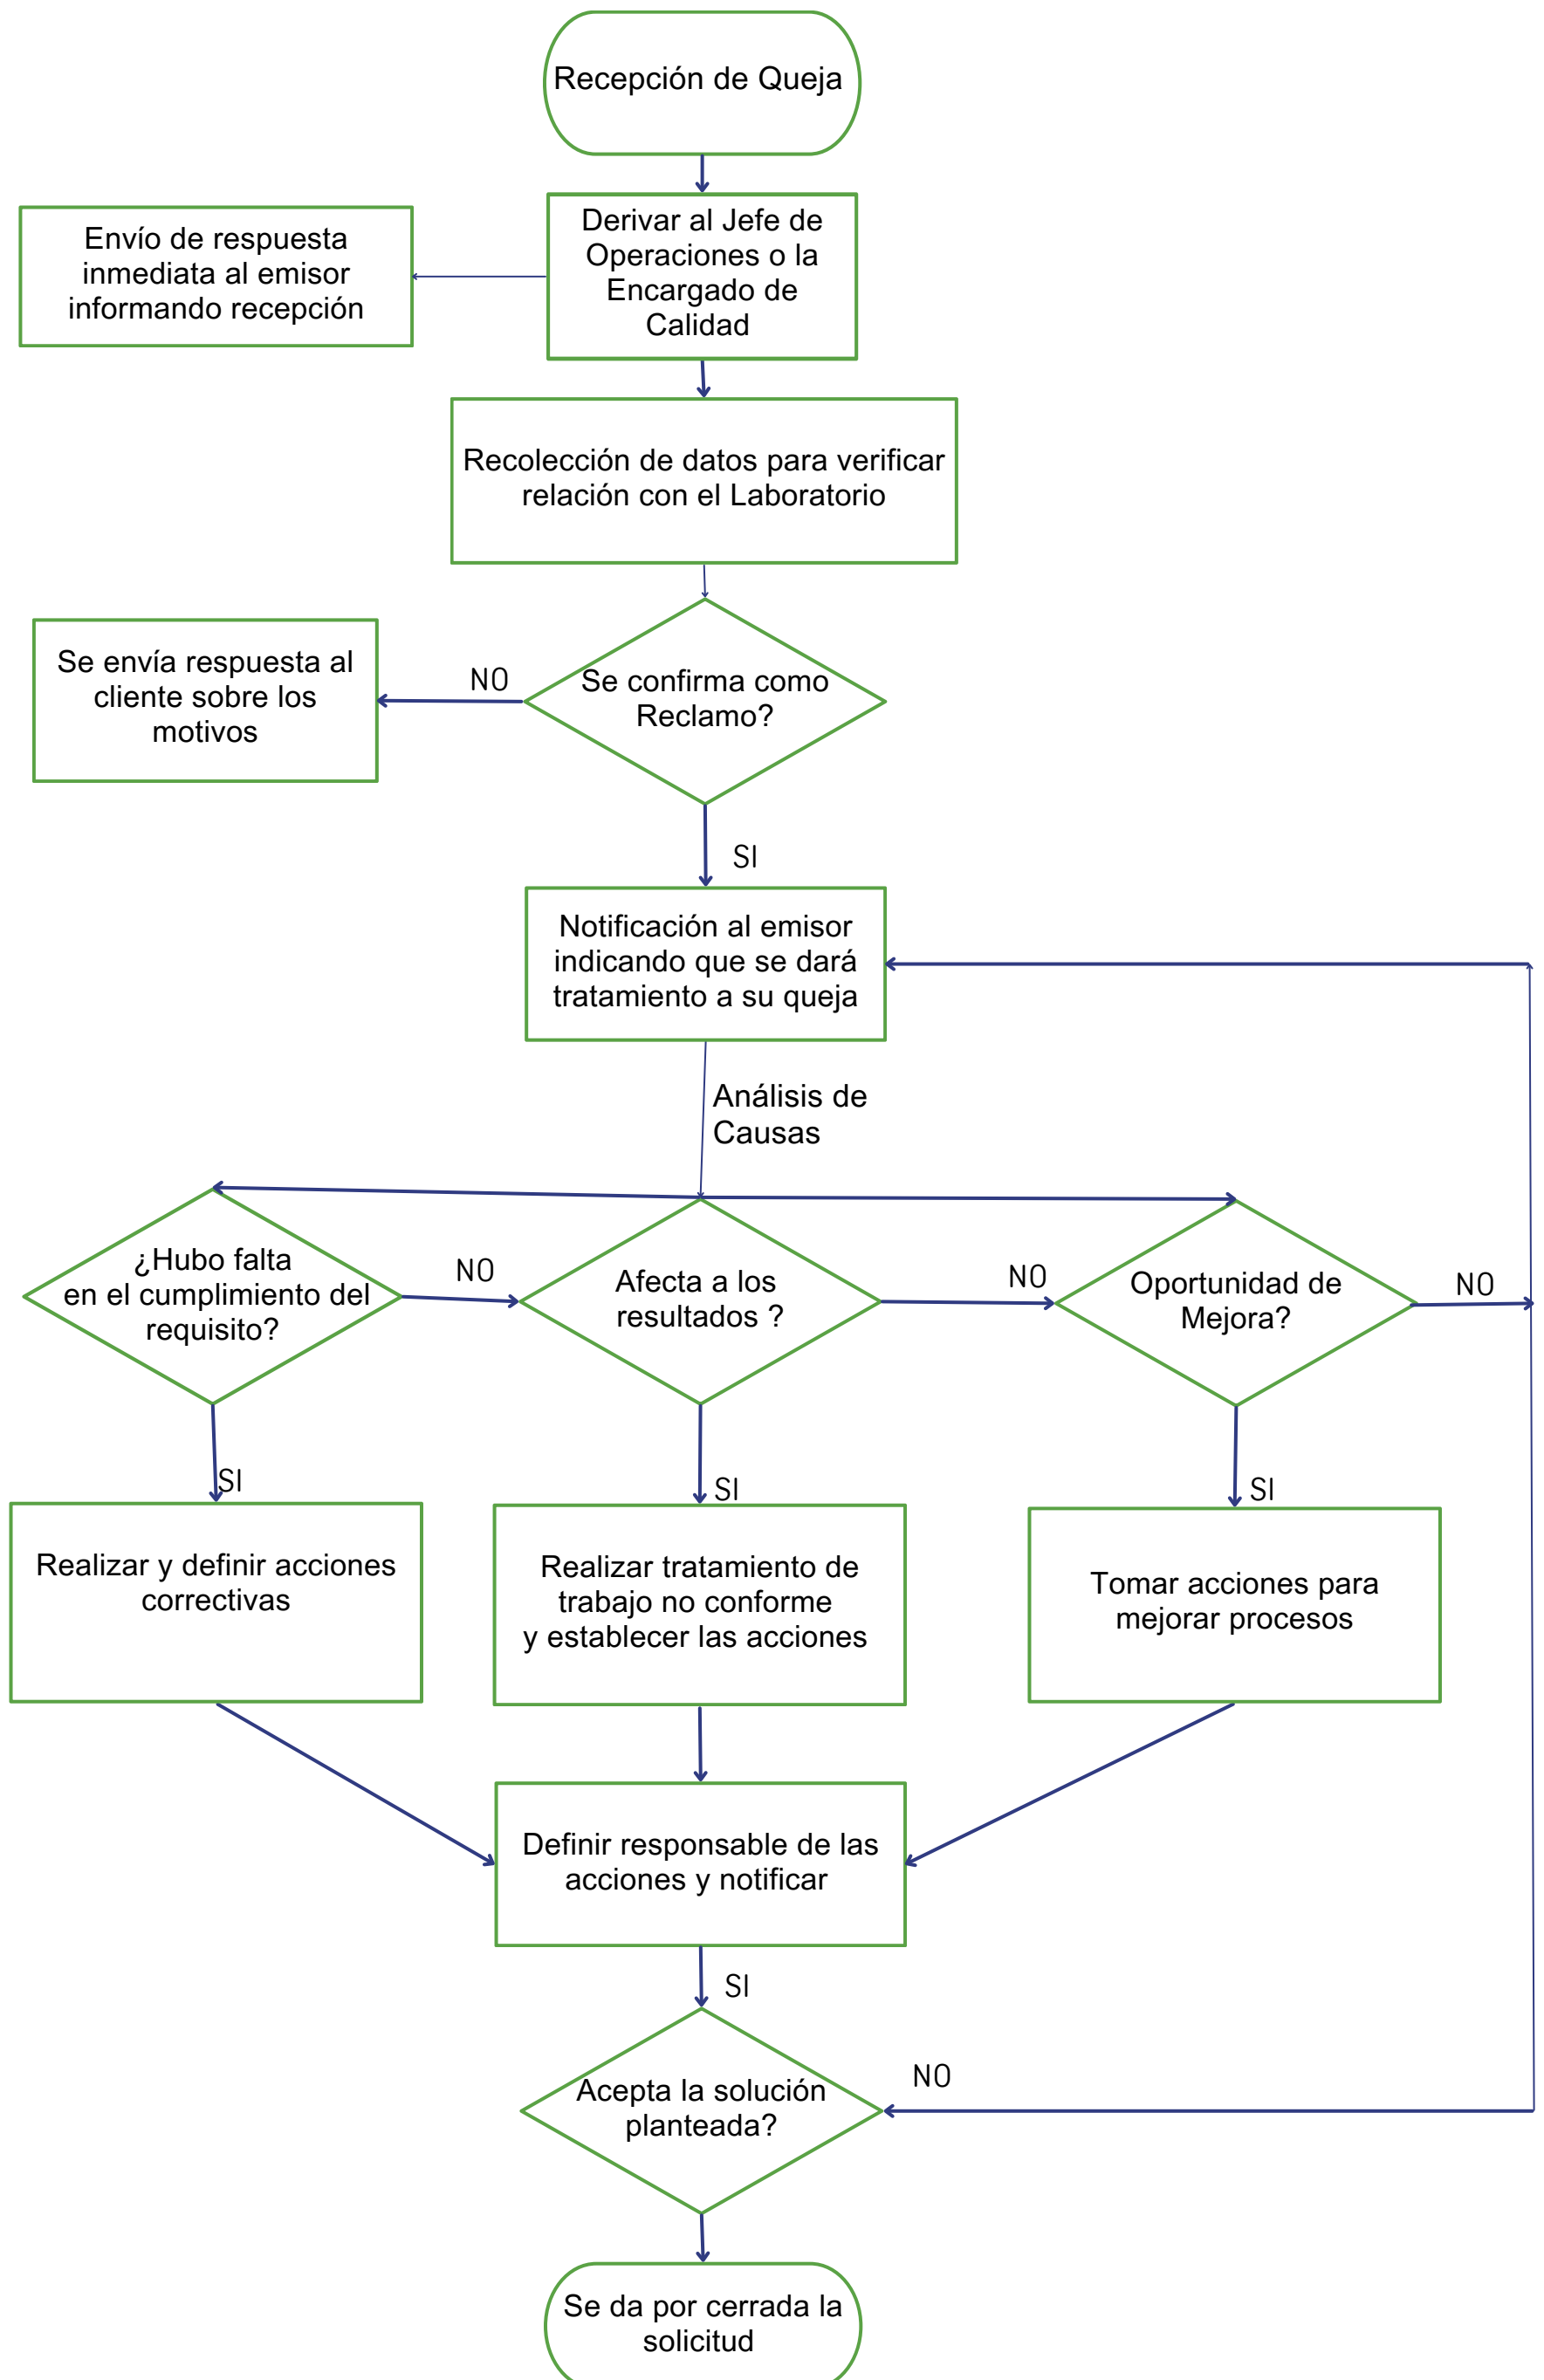 Recepción de Queja
Derivar al Jefe de
Operaciones o la
Encargado de
Calidad
Envío de respuesta
inmediata al emisor
informando recepción
Recolección de datos para verificar
relación con el Laboratorio
Se confirma como
Reclamo?
NO
Se envía respuesta al
cliente sobre los
motivos
SI
Notificación al emisor
indicando que se dará
tratamiento a su queja
Análisis de
Causas
¿Hubo falta
en el cumplimiento del
requisito?
NO
Afecta a los
resultados ?
NO
Oportunidad de
Mejora?
NO
SI
SI
SI
Realizar y definir acciones
correctivas
Realizar tratamiento de
trabajo no conforme
y establecer las acciones
Tomar acciones para
mejorar procesos
Definir responsable de las
acciones y notificar
SI
Acepta la solución
planteada?
NO
Se da por cerrada la
solicitud